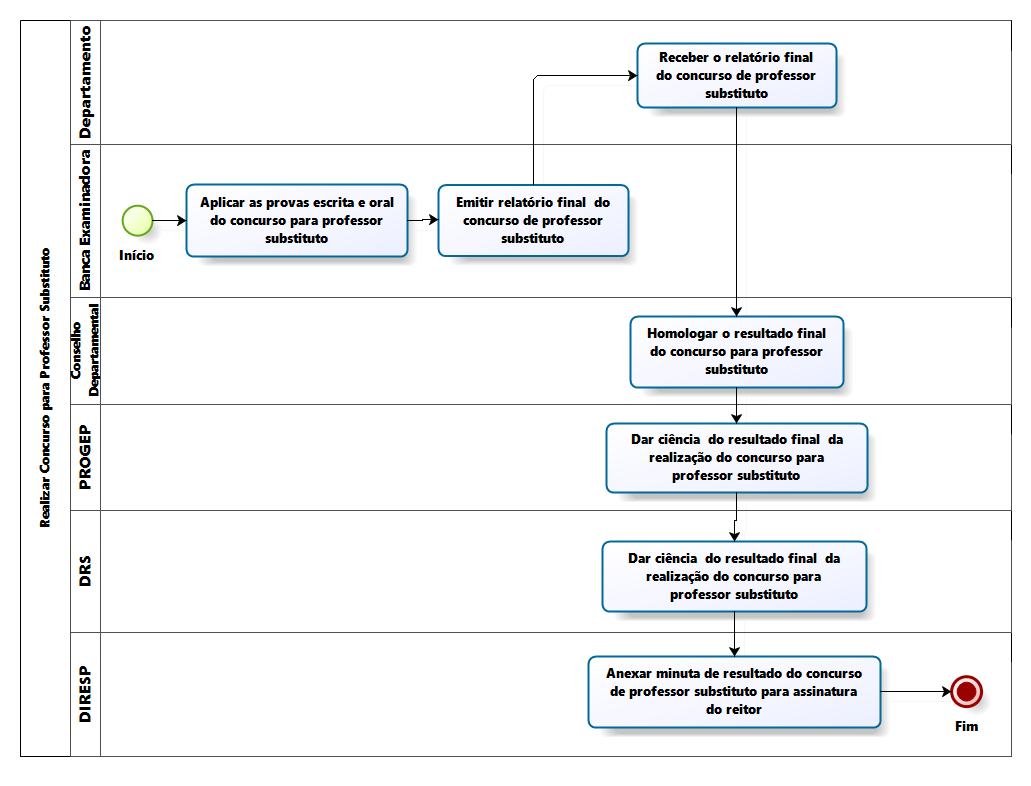 Realizar Concurso para Professor Substituto
Departamento
Receber o relatório final
do concurso de professor
substituto
Banca Examinadora
Início
Aplicar as provas escrita e oral
do concurso para professor
substituto
Emitir relatório final do
concurso de professor
substituto
Conselho
Departamental
Homologar o resultado final
do concurso para professor
substituto
PROGEP
Dar ciência do resultado final da
realização do concurso para
professor substituto
DRS
Dar ciência do resultado final da
realização do concurso para
professor substituto
DIRESP
Anexar minuta de resultado do concurso
de professor substituto para assinatura
do reitor
Fim